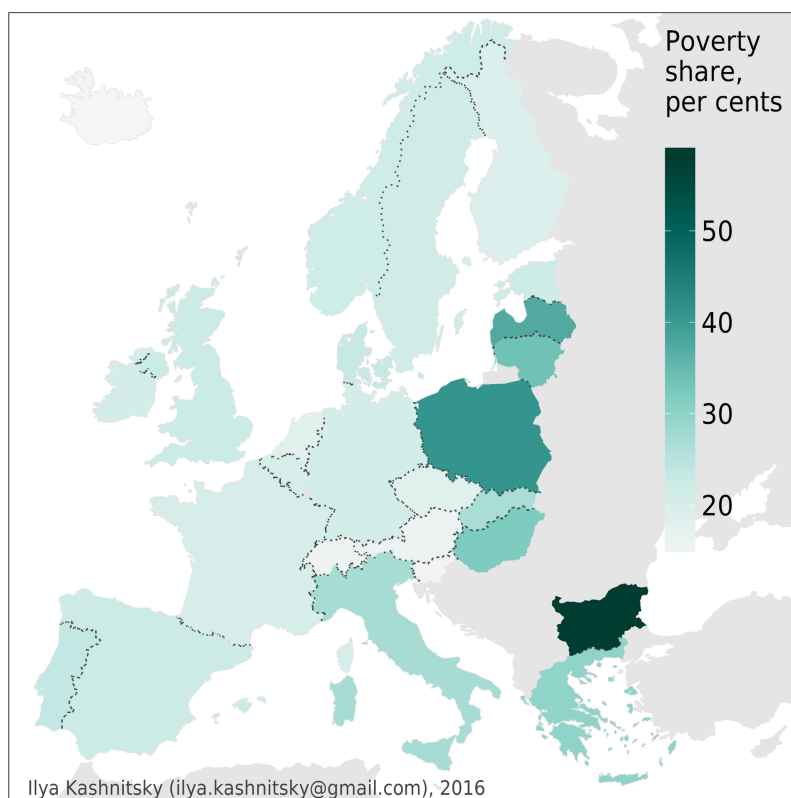 Poverty
share,
per cents
50
40
30
20
Ilya Kashnitsky (ilya.kashnitsky@gmail.com), 2016